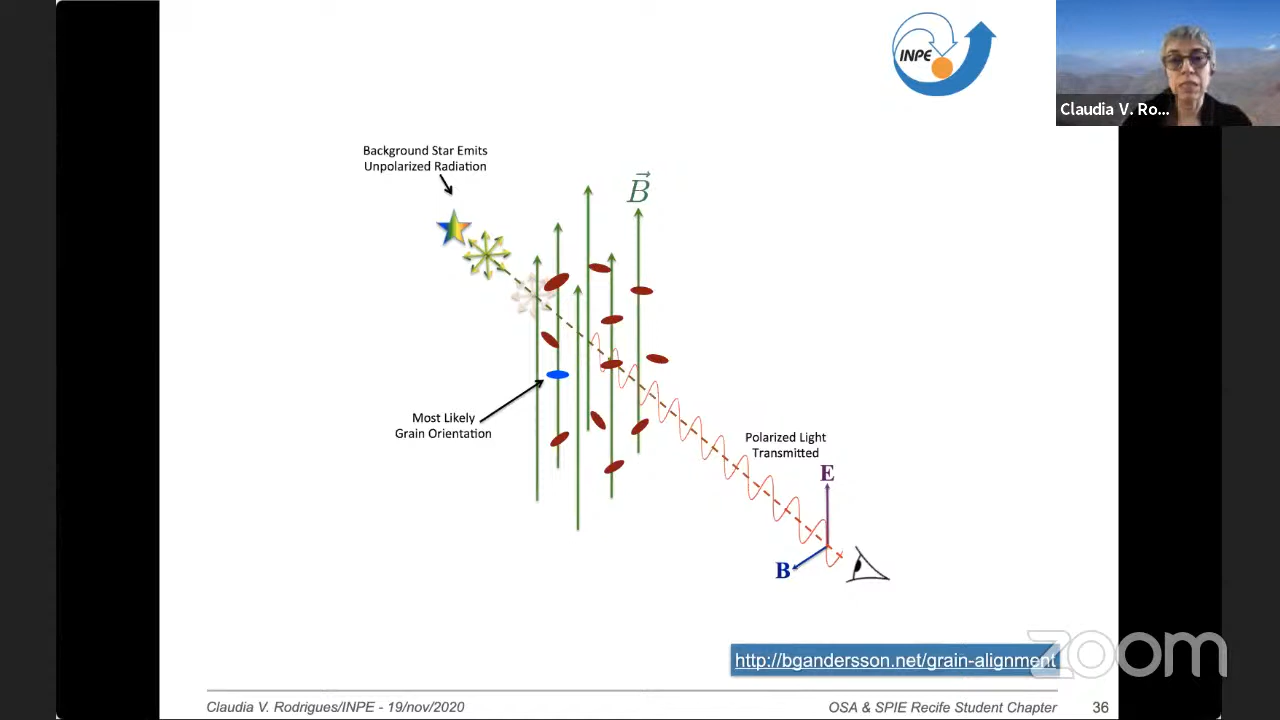 INPE
Claudia V. Ro...
Background Star Emits
Unpolarized Radiation
B
Most Likely
Grain Orientation
Polarized Light
Transmitted
E
B
http://bgandersson.net/grain-alignment
zoom
Claudia V. Rodrigues/INPE - 19/nov/2020
OSA & SPIE Recife Student Chapter
36